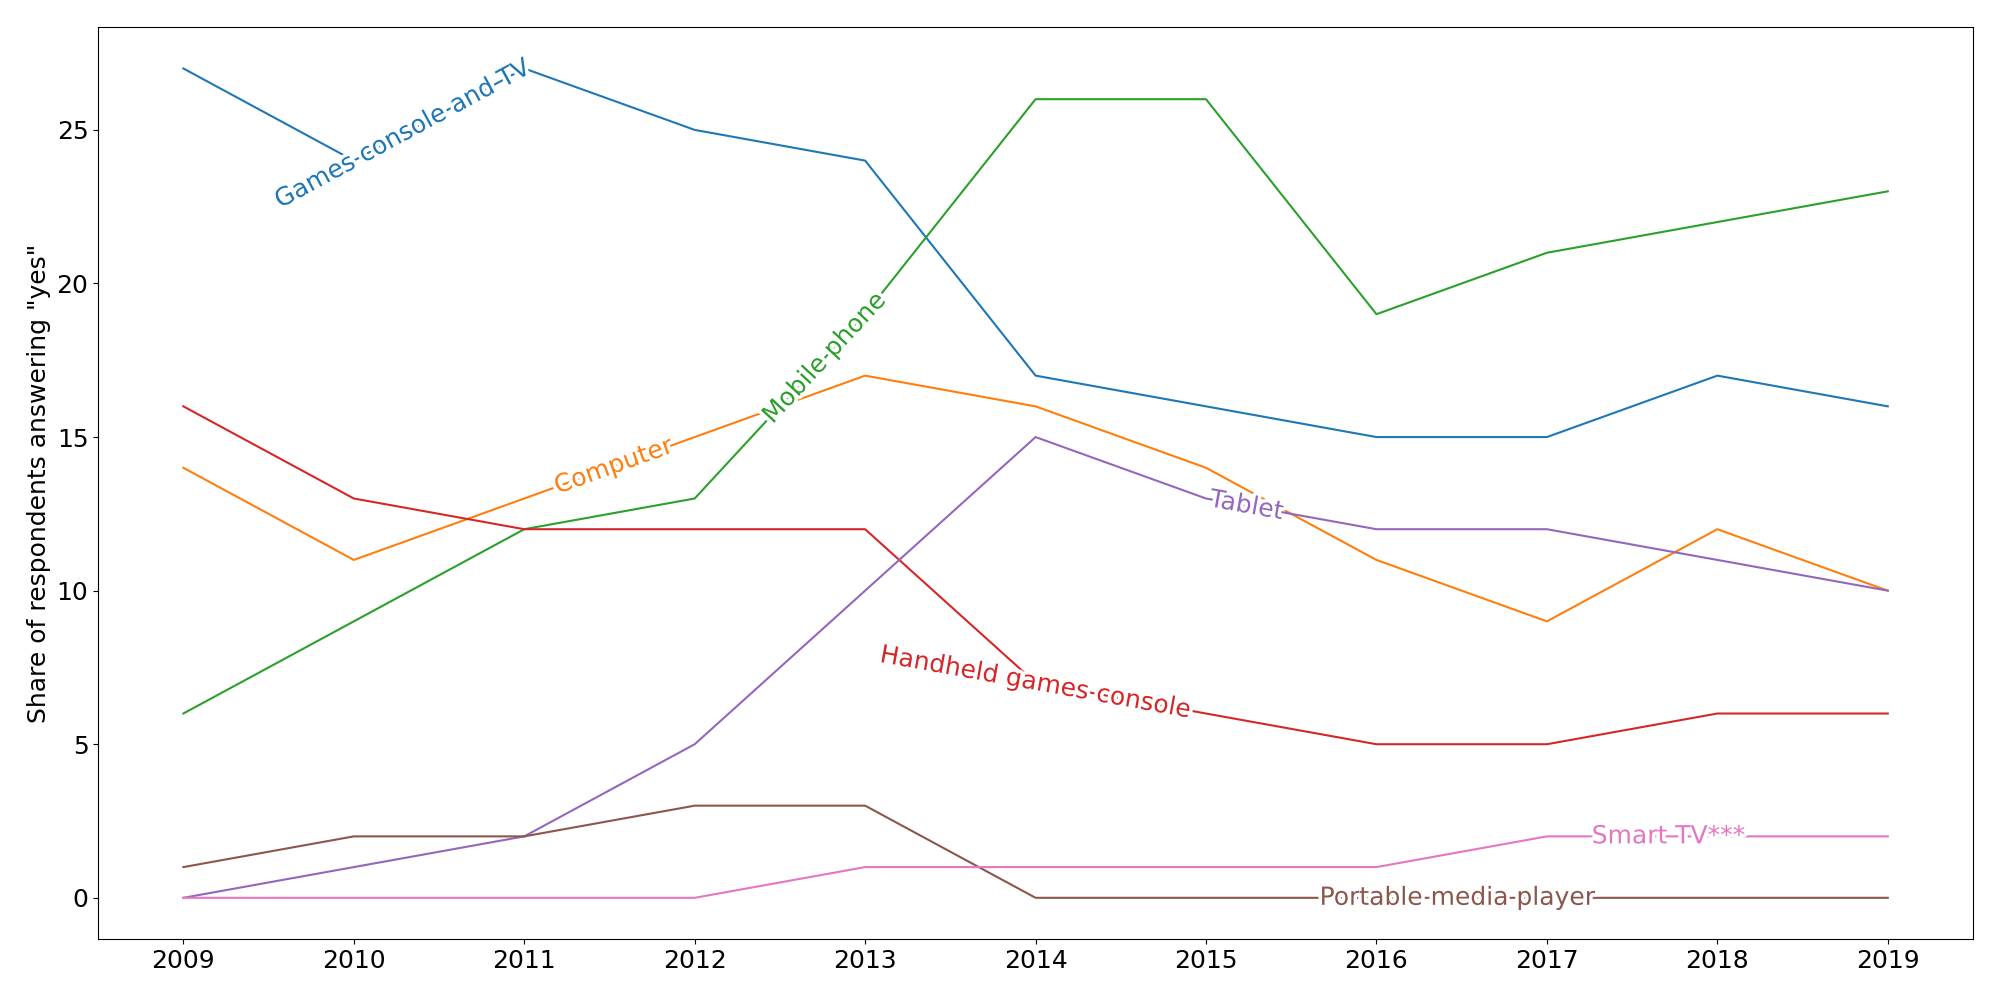 Share of respondents answering "yes"
25
20
15
10
5
0
Games console and TV
Mobile phone
Computer
Tablet
Handheld games console
Smart TV***
Portable media player
2009 2010 2011 2012 2013 2014 2015 2016 2017 2018 2019